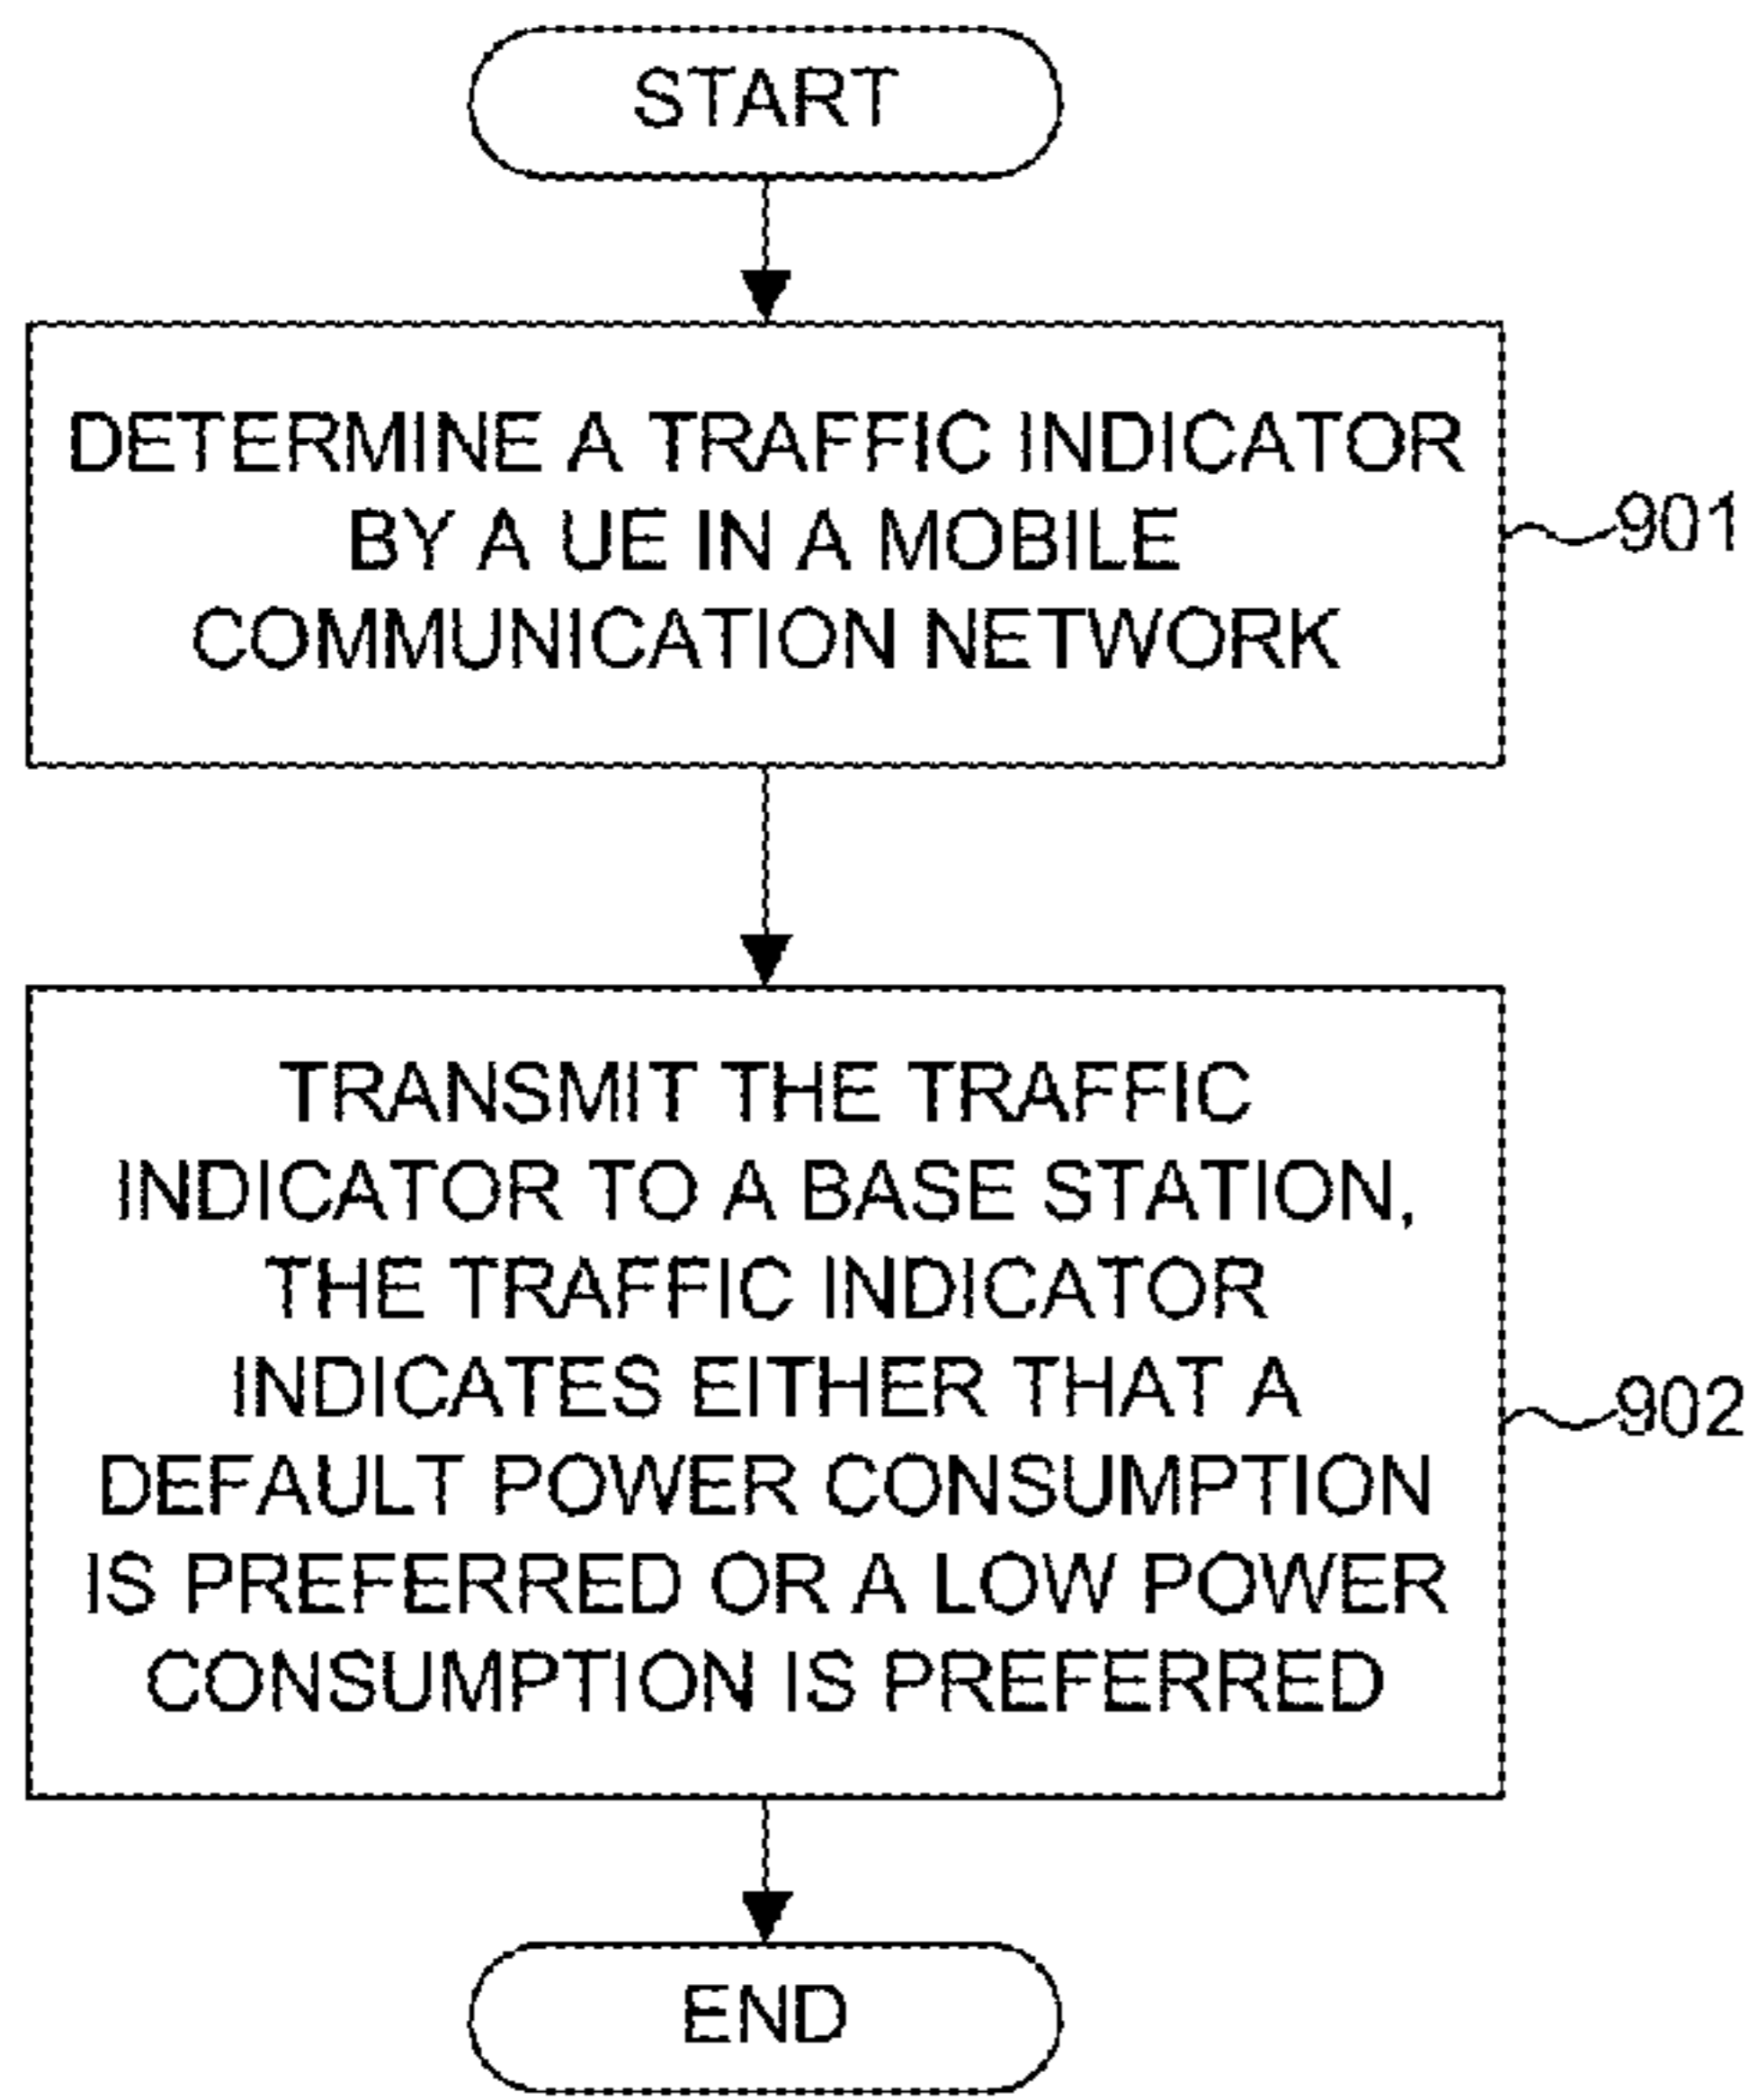 START
DETERMINE A TRAFFIC INDICATOR
BY A UE IN A MOBILE
COMMUNICATION NETWORK
901
TRANSMIT THE TRAFFIC
INDICATOR TO A BASE STATION,
THE TRAFFIC INDICATOR
INDICATES EITHER THAT A
DEFAULT POWER CONSUMPTION
IS PREFERRED OR A LOW POWER
CONSUMPTION IS PREFERRED
902
END